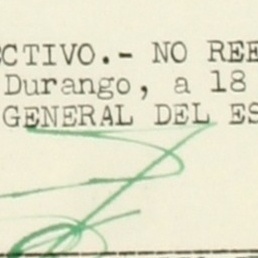 CTIVO.- NO REE
Durango, a 18
GENERAL DEL ES